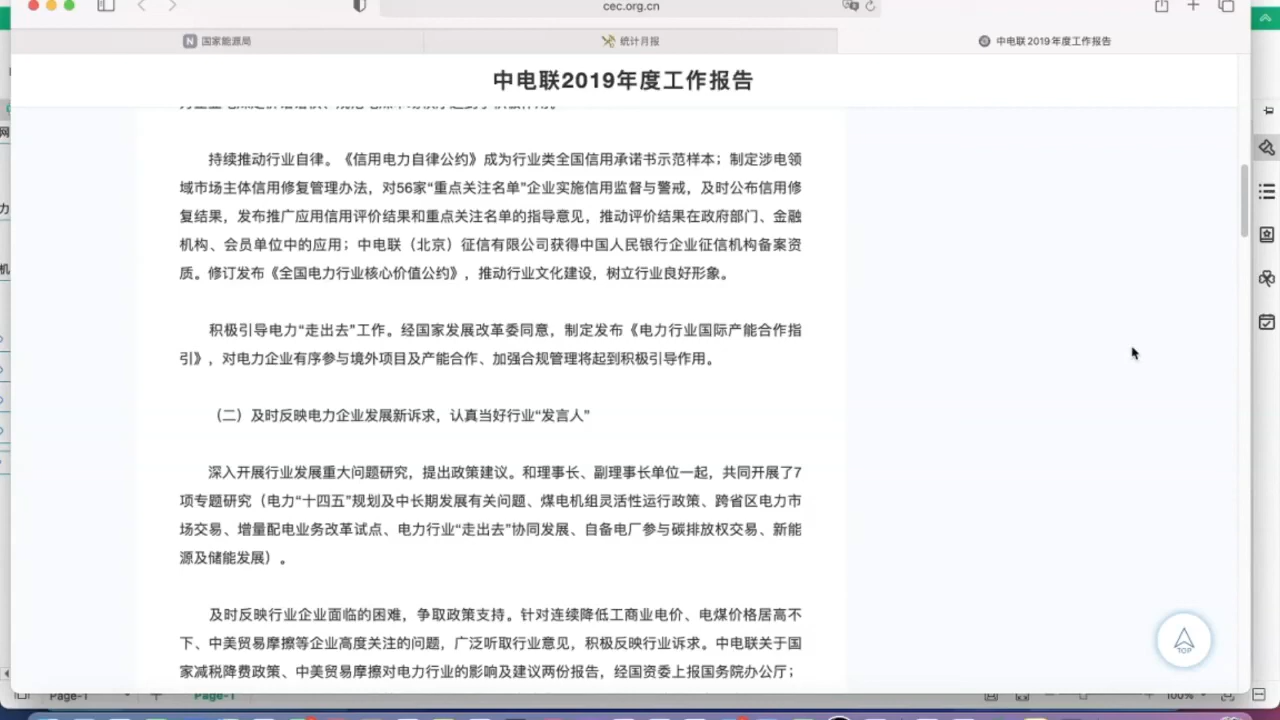 cec.org.cn
国家能源局
统计月报
中电联2019年度工作报告
中电联2019年度工作报告
持续推动行业自律。《信用电力自律公约》成为行业类全国信用承诺书示范样本；制定涉电领
域市场主体信用修复管理办法，对56家“重点关注名单”企业实施信用监督与警戒，及时公布信用修
复结果，发布推广应用信用评价结果和重点关注名单的指导意见，推动评价结果在政府部门、金融
机构、会员单位中的应用；中电联（北京）征信有限公司获得中国人民银行企业征信机构备案资
质。修订发布《全国电力行业核心价值公约》，推动行业文化建设，树立行业良好形象。
积极引导电力“走出去”工作。经国家发展改革委同意，制定发布《电力行业国际产能合作指
引》，对电力企业有序参与境外项目及产能合作、加强合规管理将起到积极引导作用。
（二）及时反映电力企业发展新诉求，认真当好行业“发言人”
深入开展行业发展重大问题研究，提出政策建议。和理事长、副理事长单位一起，共同开展了7
项专题研究（电力“十四五”规划及中长期发展有关问题、煤电机组灵活性运行政策、跨省区电力市
场交易、增量配电业务改革试点、电力行业“走出去”协同发展、自备电厂参与碳排放权交易、新能
源及储能发展）。
及时反映行业企业面临的困难，争取政策支持。针对连续降低工商业电价、电煤价格居高不
下、中美贸易摩擦等企业高度关注的问题，广泛听取行业意见，积极反映行业诉求。中电联关于国
家减税降费政策、中美贸易摩擦对电力行业的影响及建议两份报告，经国资委上报国务院办公厅；
TOP
网
力
机
Page-1
Page-1
100%